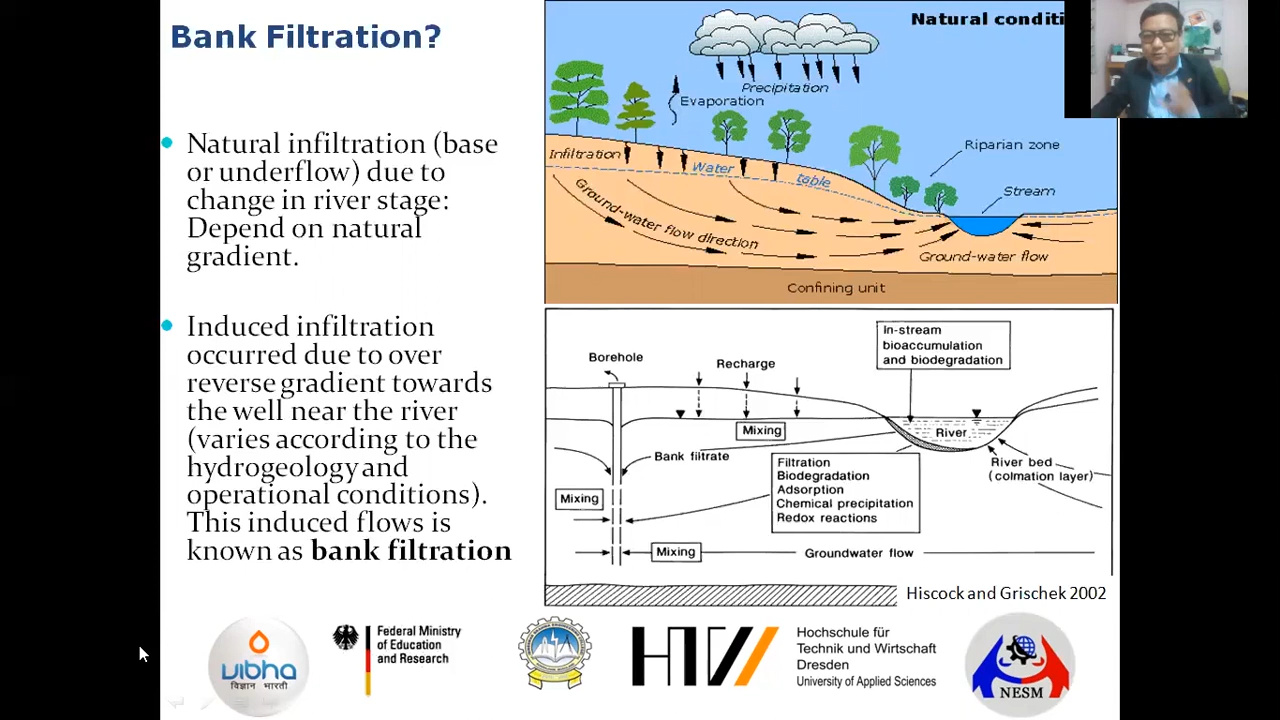 Bank Filtration?
Natural infiltration (base
or underflow) due to
change in river stage:
Depend on natural
gradient.
Induced infiltration
occurred due to over
reverse gradient towards
the well near the river
(varies according to the
hydrogeology and
operational conditions).
This induced flows is
known as bank filtration
Natural conditi
Precipitation
Evaporation
Infiltration
Water
table
Riparian zone
Stream
Ground-water flow direction
Ground-water flow
Confining unit
In-stream
bioaccumulation
and biodegradation
Borehole
Recharge
Mixing
River
Bank filtrate
Filtration
Biodegradation
Adsorption
Chemical precipitation
Redox reactions
River bed
(colmation layer)
Mixing
Mixing
Groundwater flow
Hiscock and Grischek 2002
vibha
विज्ञान भारती
Federal Ministry
of Education
and Research
HTW
Hochschule für
Technik und Wirtschaft
Dresden
University of Applied Sciences
NESM